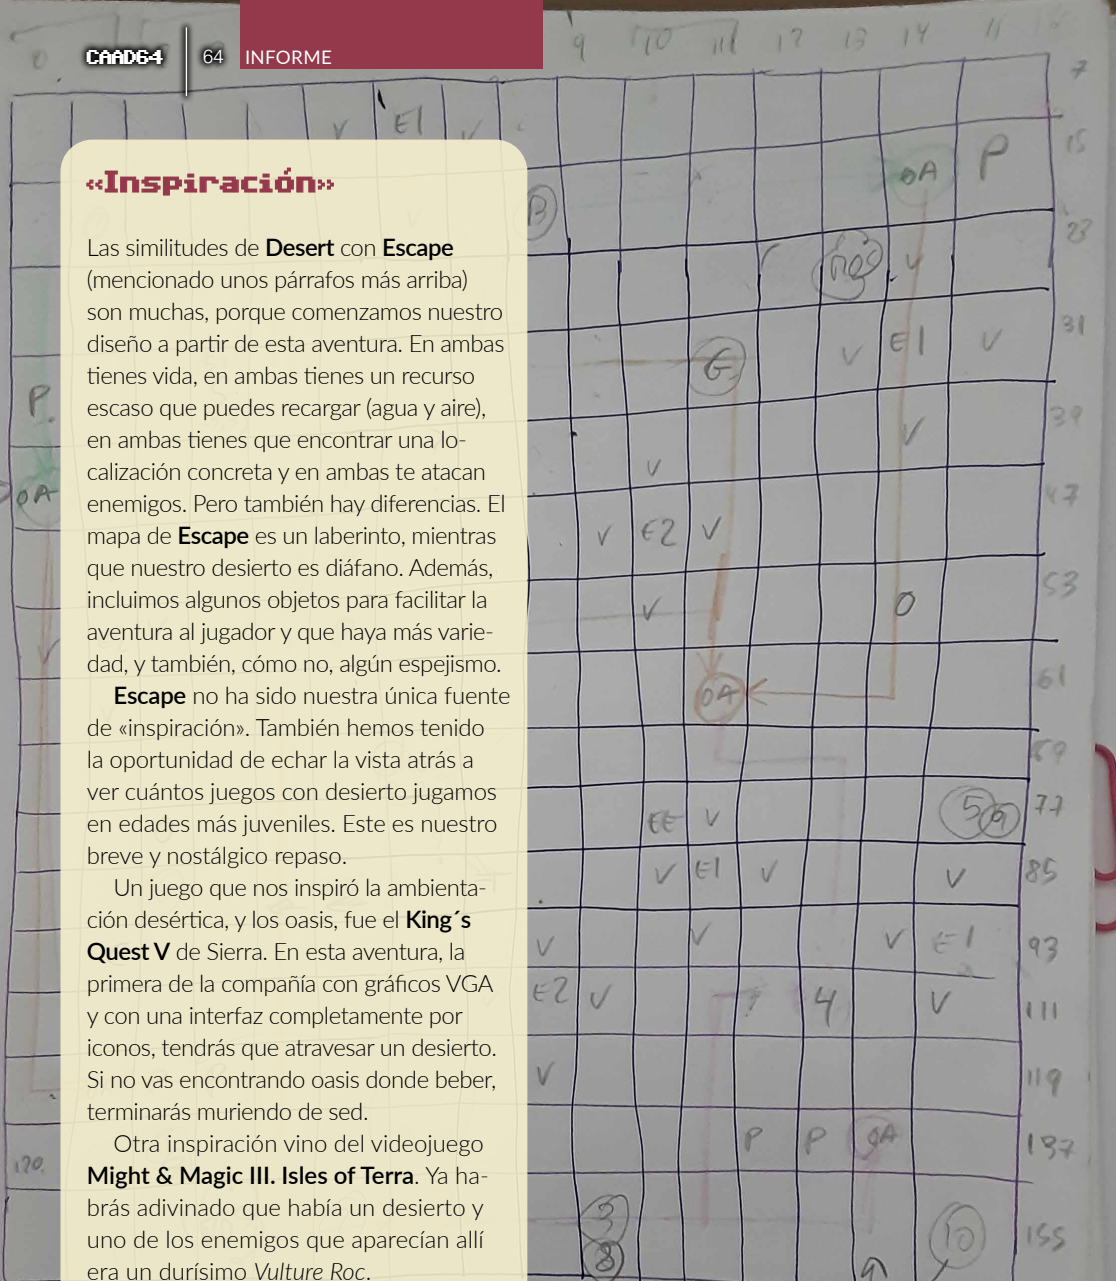 CAAD64 64 INFORME
9 10 11 12 13 14 11
7
V E1 V
15
OA P
«Inspiración»
B
23
V
Las similitudes de Desert con Escape
(mencionado unos párrafos más arriba)
son muchas, porque comenzamos nuestro
diseño a partir de esta aventura. En ambas
tienes vida, en ambas tienes un recurso
escaso que puedes recargar (agua y aire),
en ambas tienes que encontrar una lo-
calización concreta y en ambas te atacan
enemigos. Pero también hay diferencias. El
mapa de Escape es un laberinto, mientras
que nuestro desierto es diáfano. Además,
incluimos algunos objetos para facilitar la
aventura al jugador y que haya más varie-
dad, y también, cómo no, algún espejismo.
Escape no ha sido nuestra única fuente
de «inspiración». También hemos tenido
la oportunidad de echar la vista atrás a
ver cuántos juegos con desierto jugamos
en edades más juveniles. Este es nuestro
breve y nostálgico repaso.
Un juego que nos inspiró la ambienta-
ción desértica, y los oasis, fue el King´s
Quest V de Sierra. En esta aventura, la
primera de la compañía con gráficos VGA
y con una interfaz completamente por
iconos, tendrás que atravesar un desierto.
Si no vas encontrando oasis donde beber,
terminarás muriendo de sed.
Otra inspiración vino del videojuego
Might & Magic III. Isles of Terra. Ya ha-
brás adivinado que había un desierto y
uno de los enemigos que aparecían allí
era un durísimo Vulture Roc.
P
OA
V
120
G V E1 V 31
V 39
V
V E2 V 47
V O 53
OA 61
69
EE V 5 9 77
V E1 V V 85
V V V E1 93
E2 V 7 4 V 111
V 119
P P OA 137
3 10 155
8